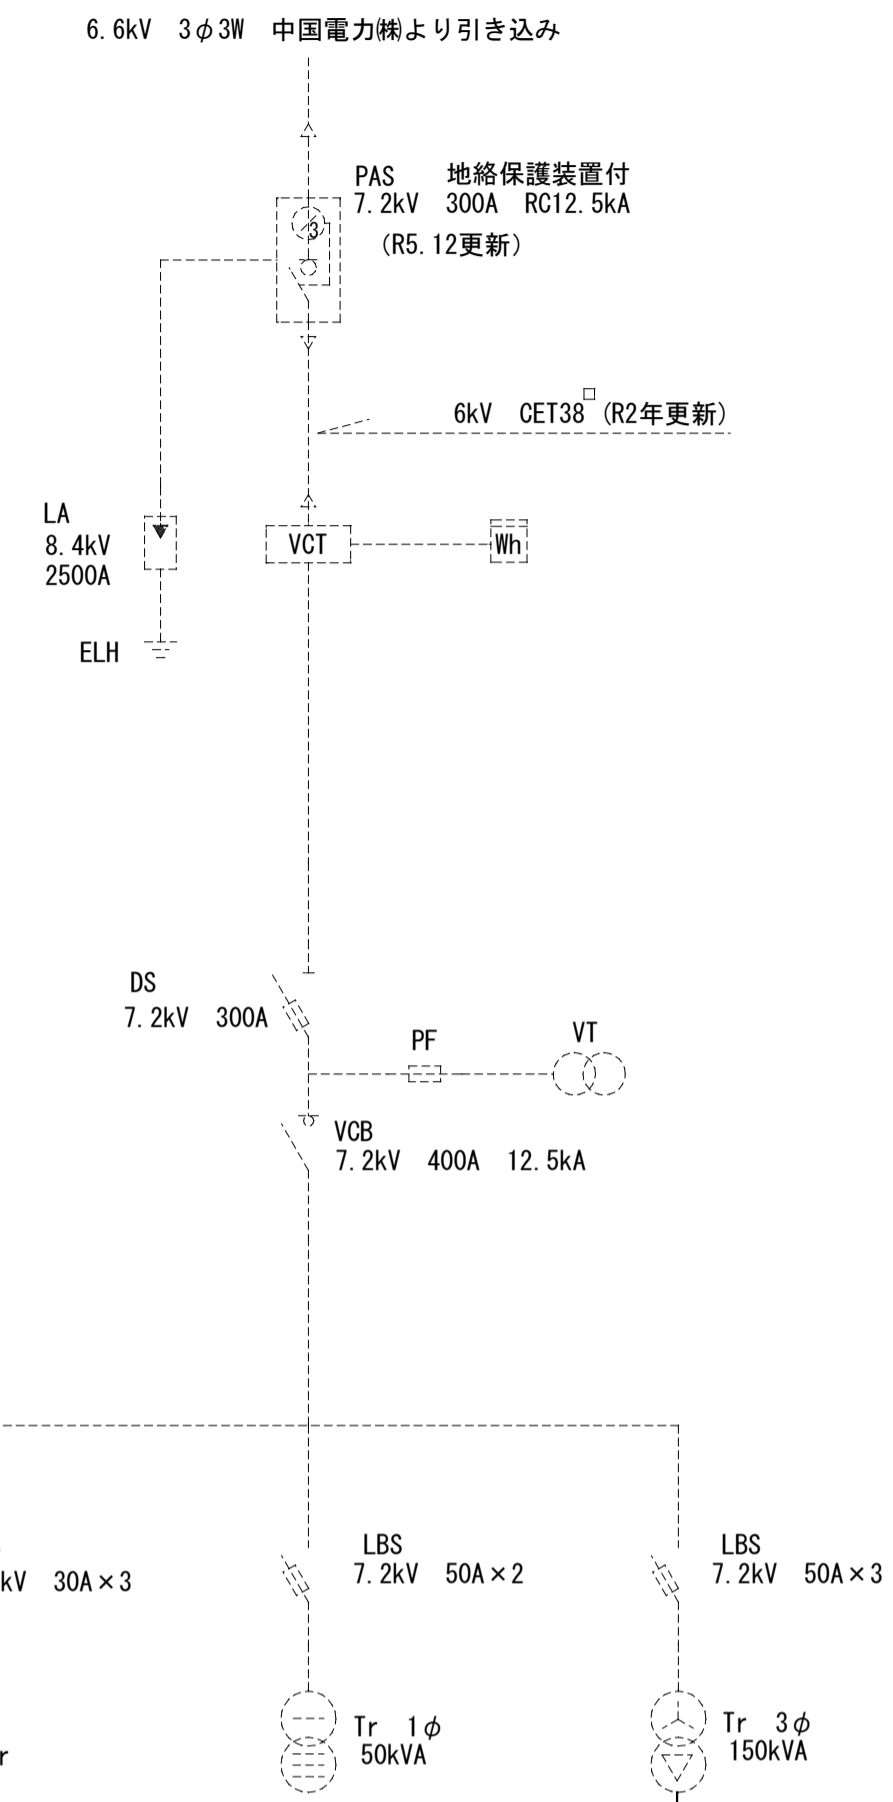 6.6kV 3φ3W 中国電力㈱より引き込み
PAS 地絡保護装置付
7.2kV 300A RC12.5kA
(R5.12更新)
3
6kV CET38□ (R2年更新)
LA
8.4kV
2500A
VCT
Wh
ELH
DS
7.2kV 300A
PF
VT
VCB
7.2kV 400A 12.5kA
LBS
7.2kV 50A×2
LBS
7.2kV 50A×3
kV 30A×3
Tr 1φ
50kVA
Tr 3φ
150kVA
r